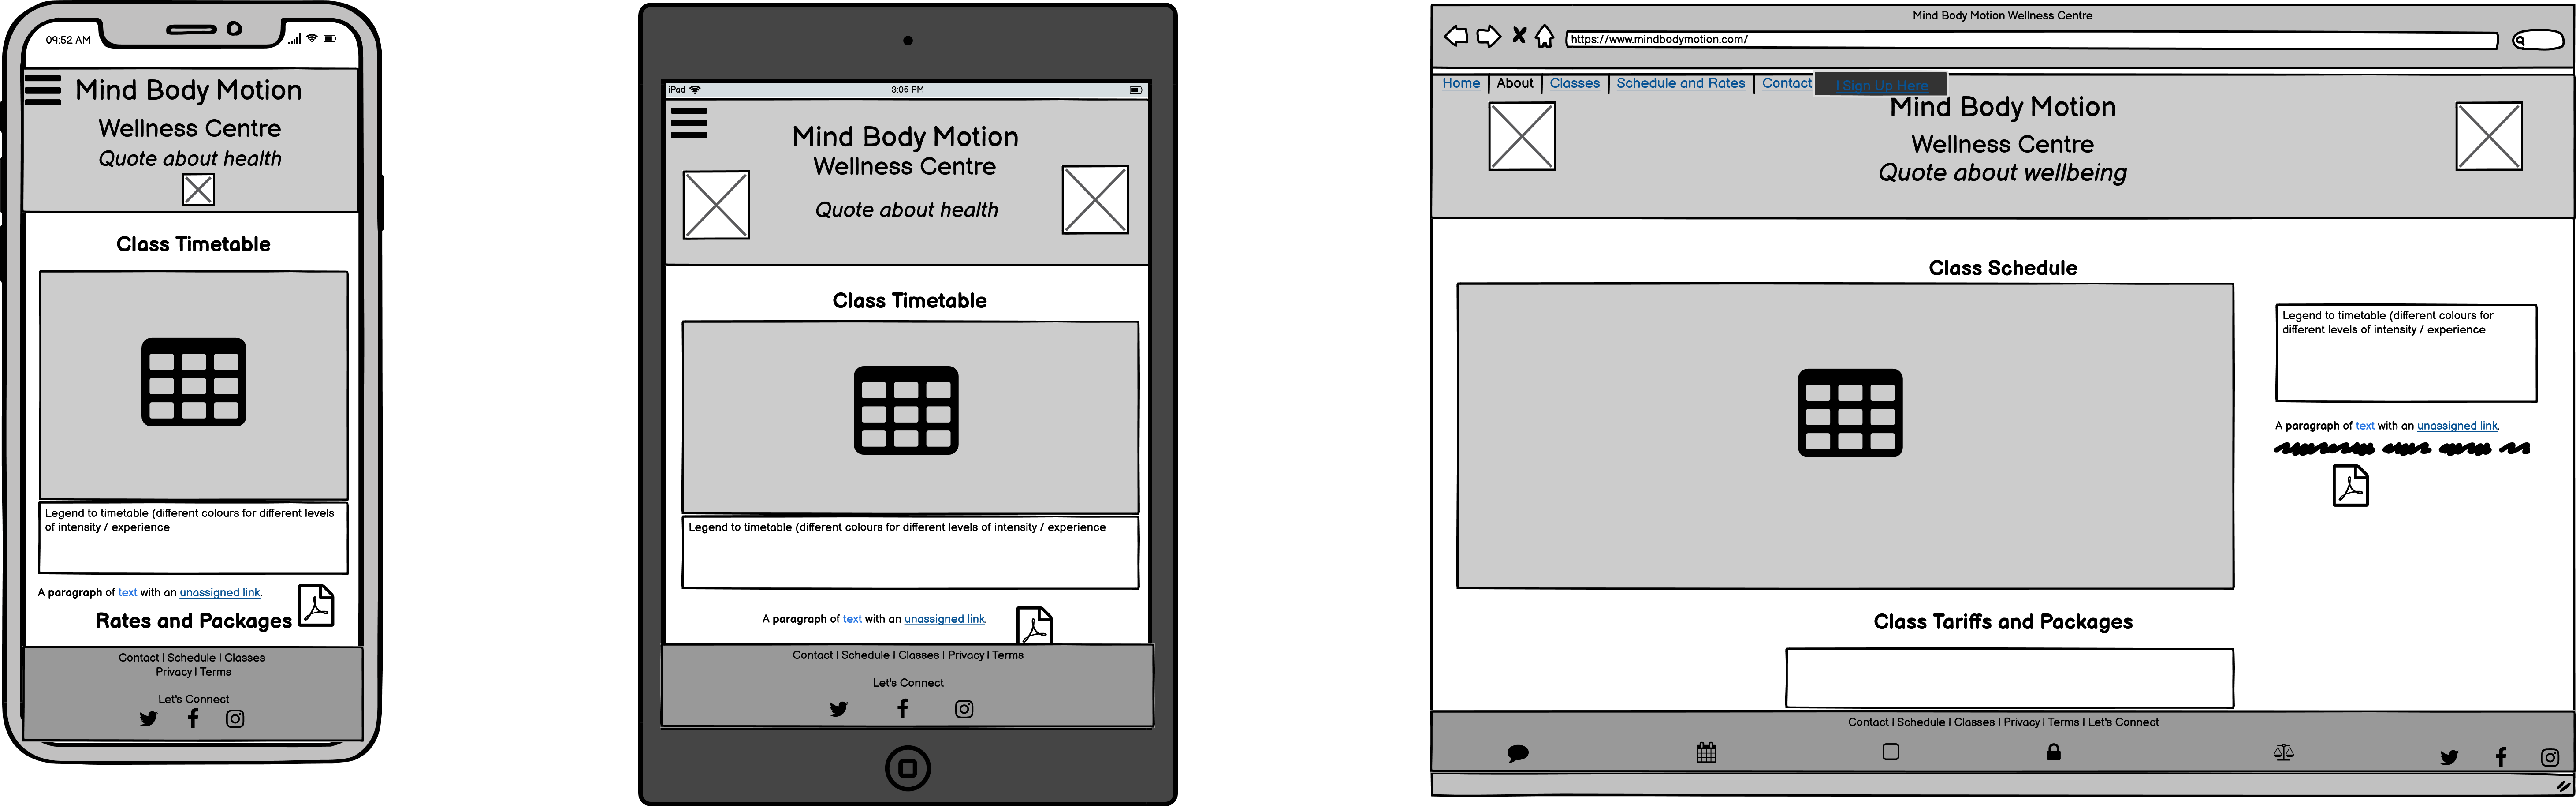 09:52 AM
Mind Body Motion
Wellness Centre
Quote about health
Class Timetable
Legend to timetable (different colours for different levels
of intensity / experience
A paragraph of text with an unassigned link.
Rates and Packages
Contact | Schedule | Classes
Privacy | Terms
Let's Connect
iPad
3:05 PM
Mind Body Motion
Wellness Centre
Quote about health
Class Timetable
Legend to timetable (different colours for different levels of intensity / experience
A paragraph of text with an unassigned link.
Contact | Schedule | Classes | Privacy | Terms
Let's Connect
Mind Body Motion Wellness Centre
https://www.mindbodymotion.com/
Home | About | Classes | Schedule and Rates | Contact | Sign Up Here
Mind Body Motion
Wellness Centre
Quote about wellbeing
Class Schedule
Legend to timetable (different colours for
different levels of intensity / experience
A paragraph of text with an unassigned link.
Class Tariffs and Packages
Contact | Schedule | Classes | Privacy | Terms | Let's Connect